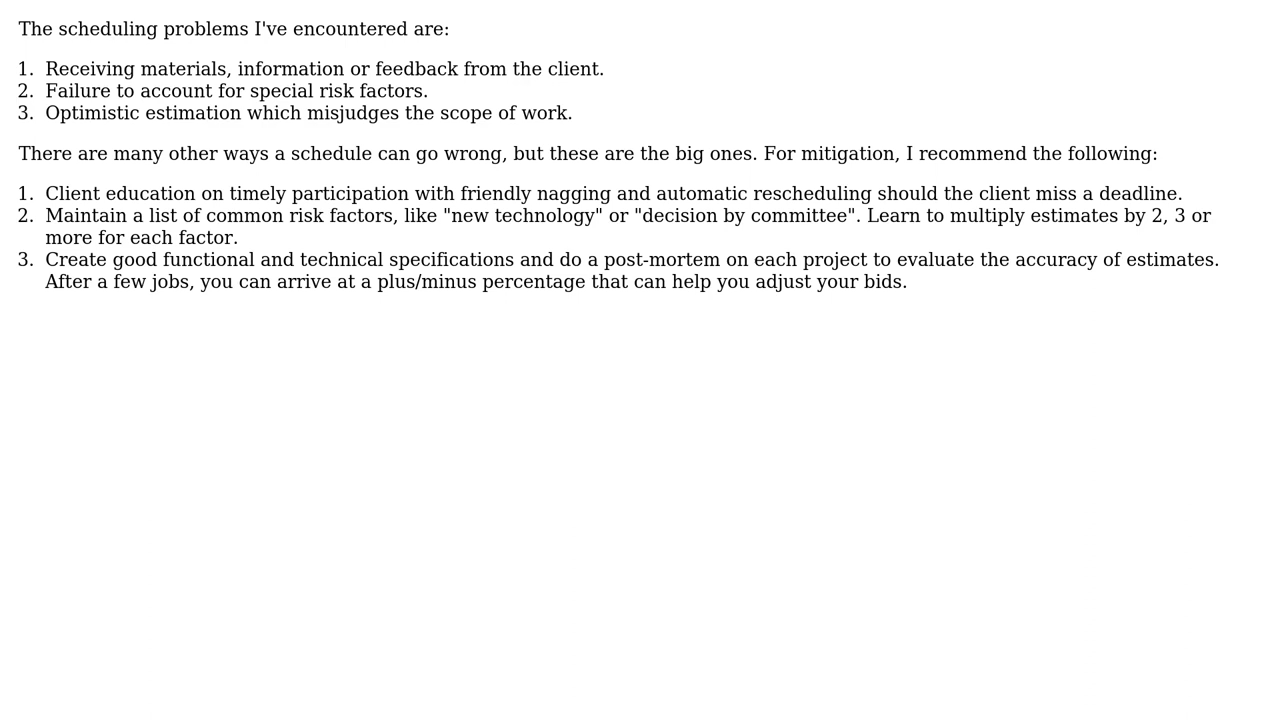 The scheduling problems I've encountered are:
1. Receiving materials, information or feedback from the client.
2. Failure to account for special risk factors.
3. Optimistic estimation which misjudges the scope of work.
There are many other ways a schedule can go wrong, but these are the big ones. For mitigation, I recommend the following:
1. Client education on timely participation with friendly nagging and automatic rescheduling should the client miss a deadline.
2. Maintain a list of common risk factors, like "new technology" or "decision by committee". Learn to multiply estimates by 2, 3 or
more for each factor.
3. Create good functional and technical specifications and do a post-mortem on each project to evaluate the accuracy of estimates.
After a few jobs, you can arrive at a plus/minus percentage that can help you adjust your bids.